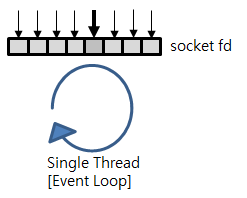 socket fd
Single Thread
[Event Loop]